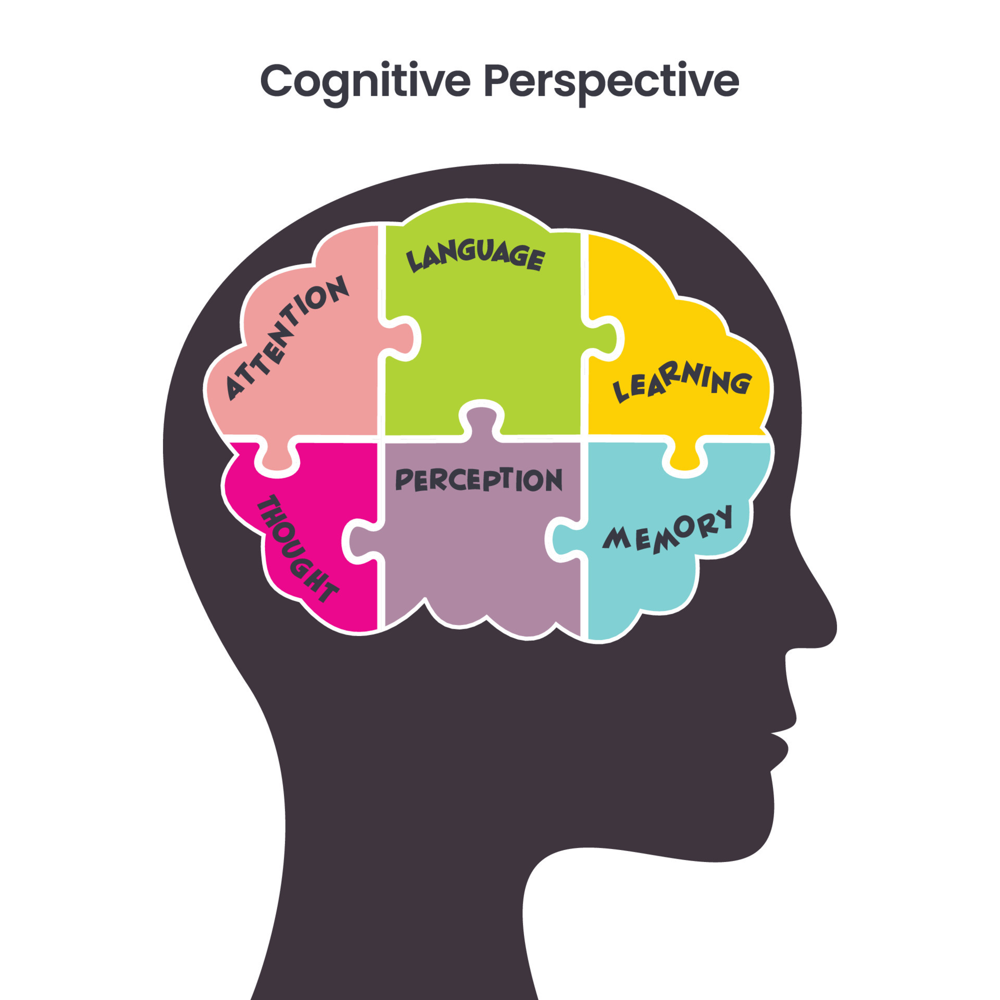 Cognitive Perspective
ATTENTION
LANGUAGE
LEARNING
THOUGHT
PERCEPTION
MEMORY